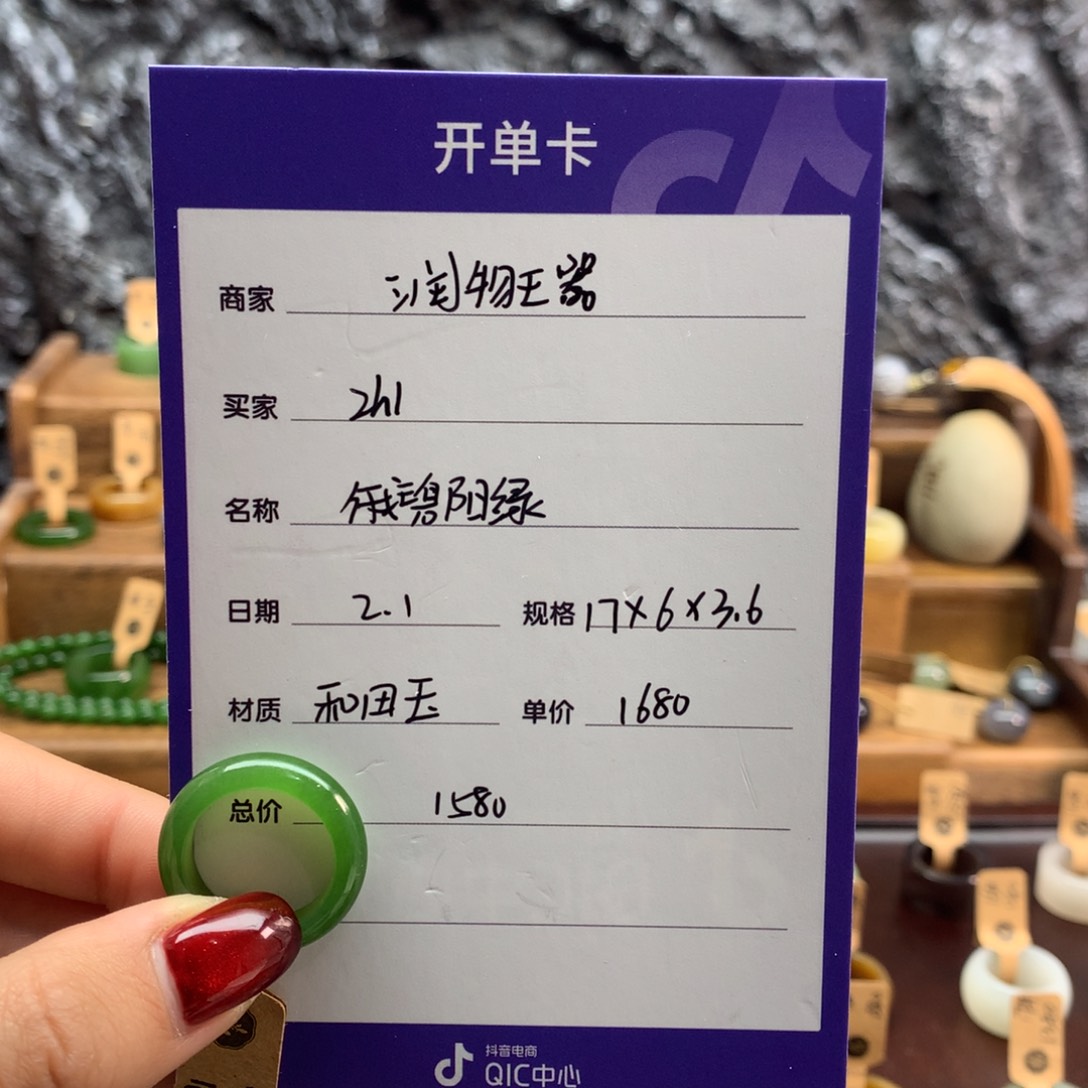 开单卡
商家 润物玉器
买家 zh1
名称 俄碧阳绿
日期 2.1 规格 17×6×3.6
材质 和田玉 单价 1680
总价 1580
抖音电商
QIC中心